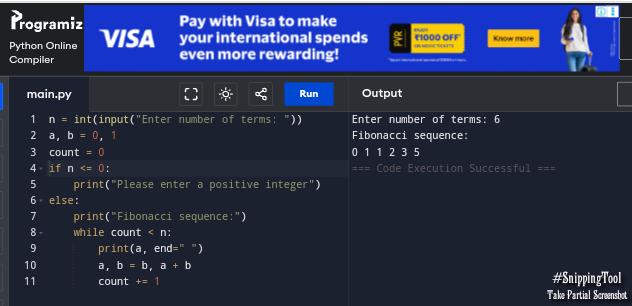 Programiz
Python Online
Compiler
VISA
Pay with Visa to make
your international spends
even more rewarding!
PVR
ENJOY
₹1000 OFF*
ON MOVIE TICKETS
Know more
main.py
Run
Output
1 n = int(input("Enter number of terms: "))
2 a, b = 0, 1
3 count = 0
4 if n <= 0:
5     print("Please enter a positive integer")
6 else:
7     print("Fibonacci sequence:")
8     while count < n:
9         print(a, end=" ")
10         a, b = b, a + b
11         count += 1
Enter number of terms: 6
Fibonacci sequence:
0 1 1 2 3 5
=== Code Execution Successful ===
#SnippingTool
Take Partial Screenshot